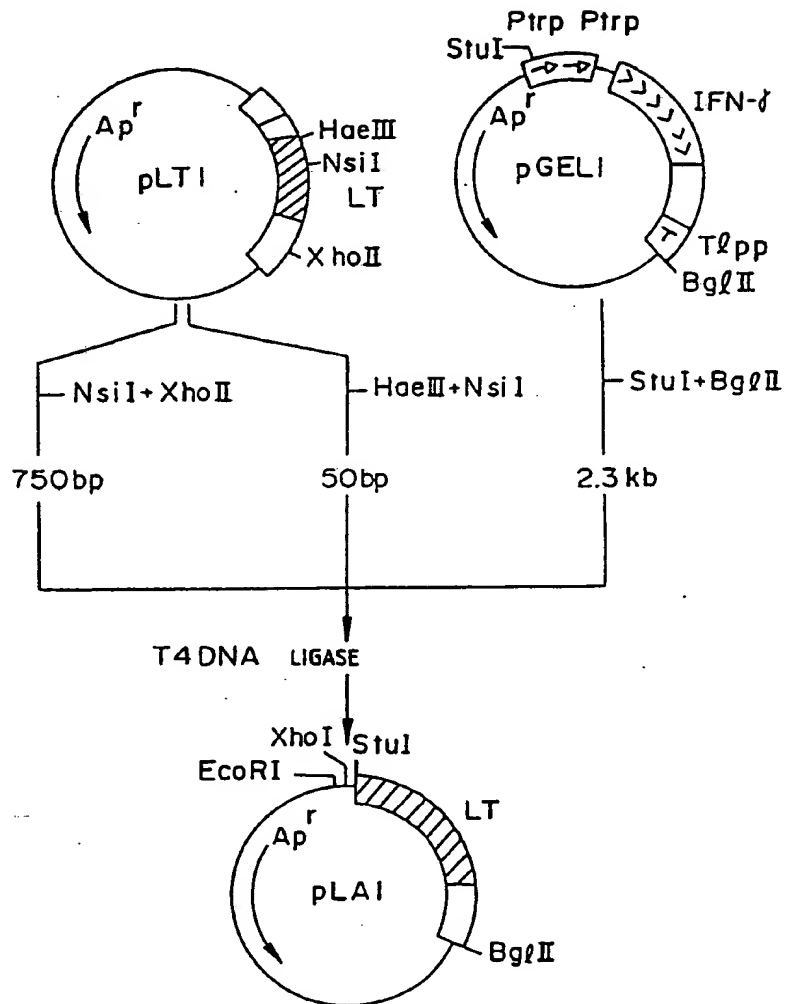 Ptrp Ptrp
StuI
IFN-γ
Apʳ
pGEL1
Tlpp
BglII
Apʳ
pLT1
HaeIII
NsiI
LT
XhoII
NsiI+XhoII
HaeIII+NsiI
StuI+BglII
750bp
50bp
2.3kb
T4DNA LIGASE
XhoI StuI
EcoRI
LT
Apʳ
pLA1
BglII